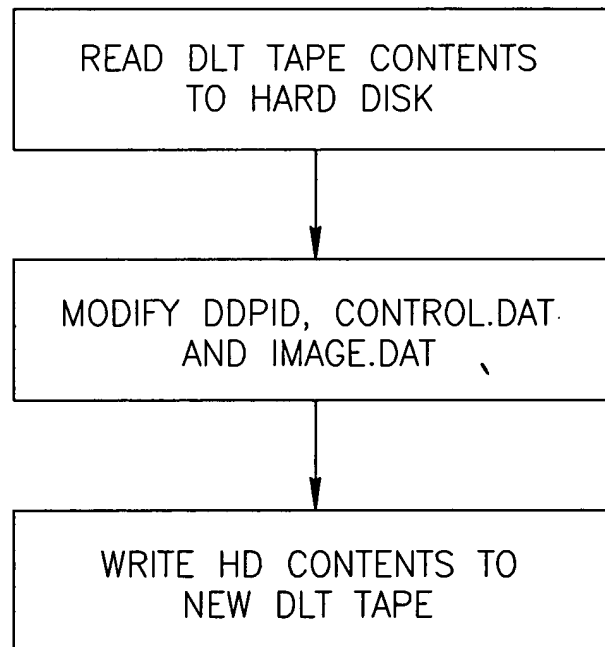 READ DLT TAPE CONTENTS
TO HARD DISK
MODIFY DDPID, CONTROL.DAT
AND IMAGE.DAT
WRITE HD CONTENTS TO
NEW DLT TAPE